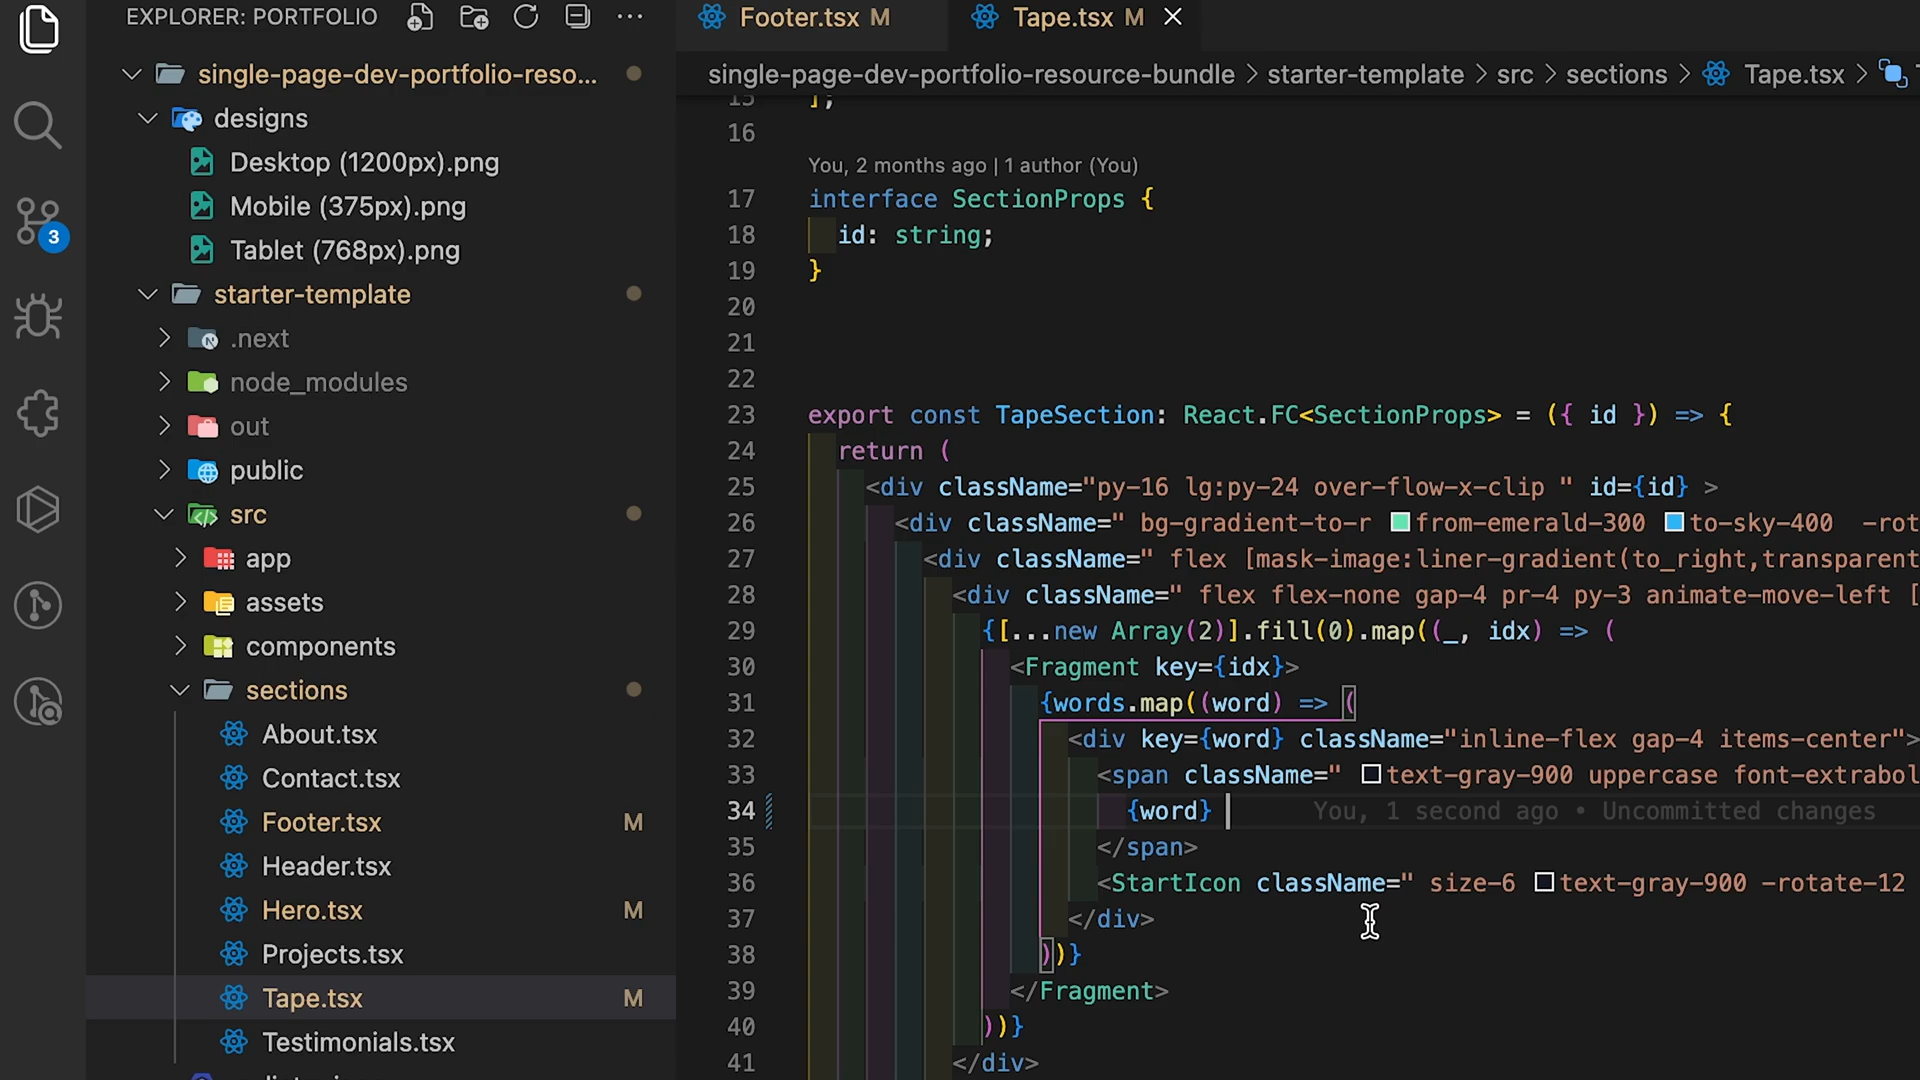 EXPLORER: PORTFOLIO
single-page-dev-portfolio-reso...
designs
Desktop (1200px).png
Mobile (375px).png
Tablet (768px).png
starter-template
.next
node_modules
out
public
src
app
assets
components
sections
About.tsx
Contact.tsx
Footer.tsx M
Header.tsx
Hero.tsx M
Projects.tsx
Tape.tsx M
Testimonials.tsx
3
Footer.tsx M
Tape.tsx M
single-page-dev-portfolio-resource-bundle > starter-template > src > sections > Tape.tsx >
15 ];
16
You, 2 months ago | 1 author (You)
17 interface SectionProps {
18 id: string;
19 }
20
21
22
23 export const TapeSection: React.FC<SectionProps> = ({ id }) => {
24 return (
25 <div className="py-16 lg:py-24 over-flow-x-clip " id={id} >
26 <div className=" bg-gradient-to-r from-emerald-300 to-sky-400 -rot
27 <div className=" flex [mask-image:liner-gradient(to_right,transparent
28 <div className=" flex flex-none gap-4 pr-4 py-3 animate-move-left [
29 {[...new Array(2)].fill(0).map((_, idx) => (
30 <Fragment key={idx}>
31 {words.map((word) => (
32 <div key={word} className="inline-flex gap-4 items-center">
33 <span className=" text-gray-900 uppercase font-extrabol
34 {word} You, 1 second ago • Uncommitted changes
35 </span>
36 <StartIcon className=" size-6 text-gray-900 -rotate-12
37 </div>
38 ))}
39 </Fragment>
40 ))}
41 </div>